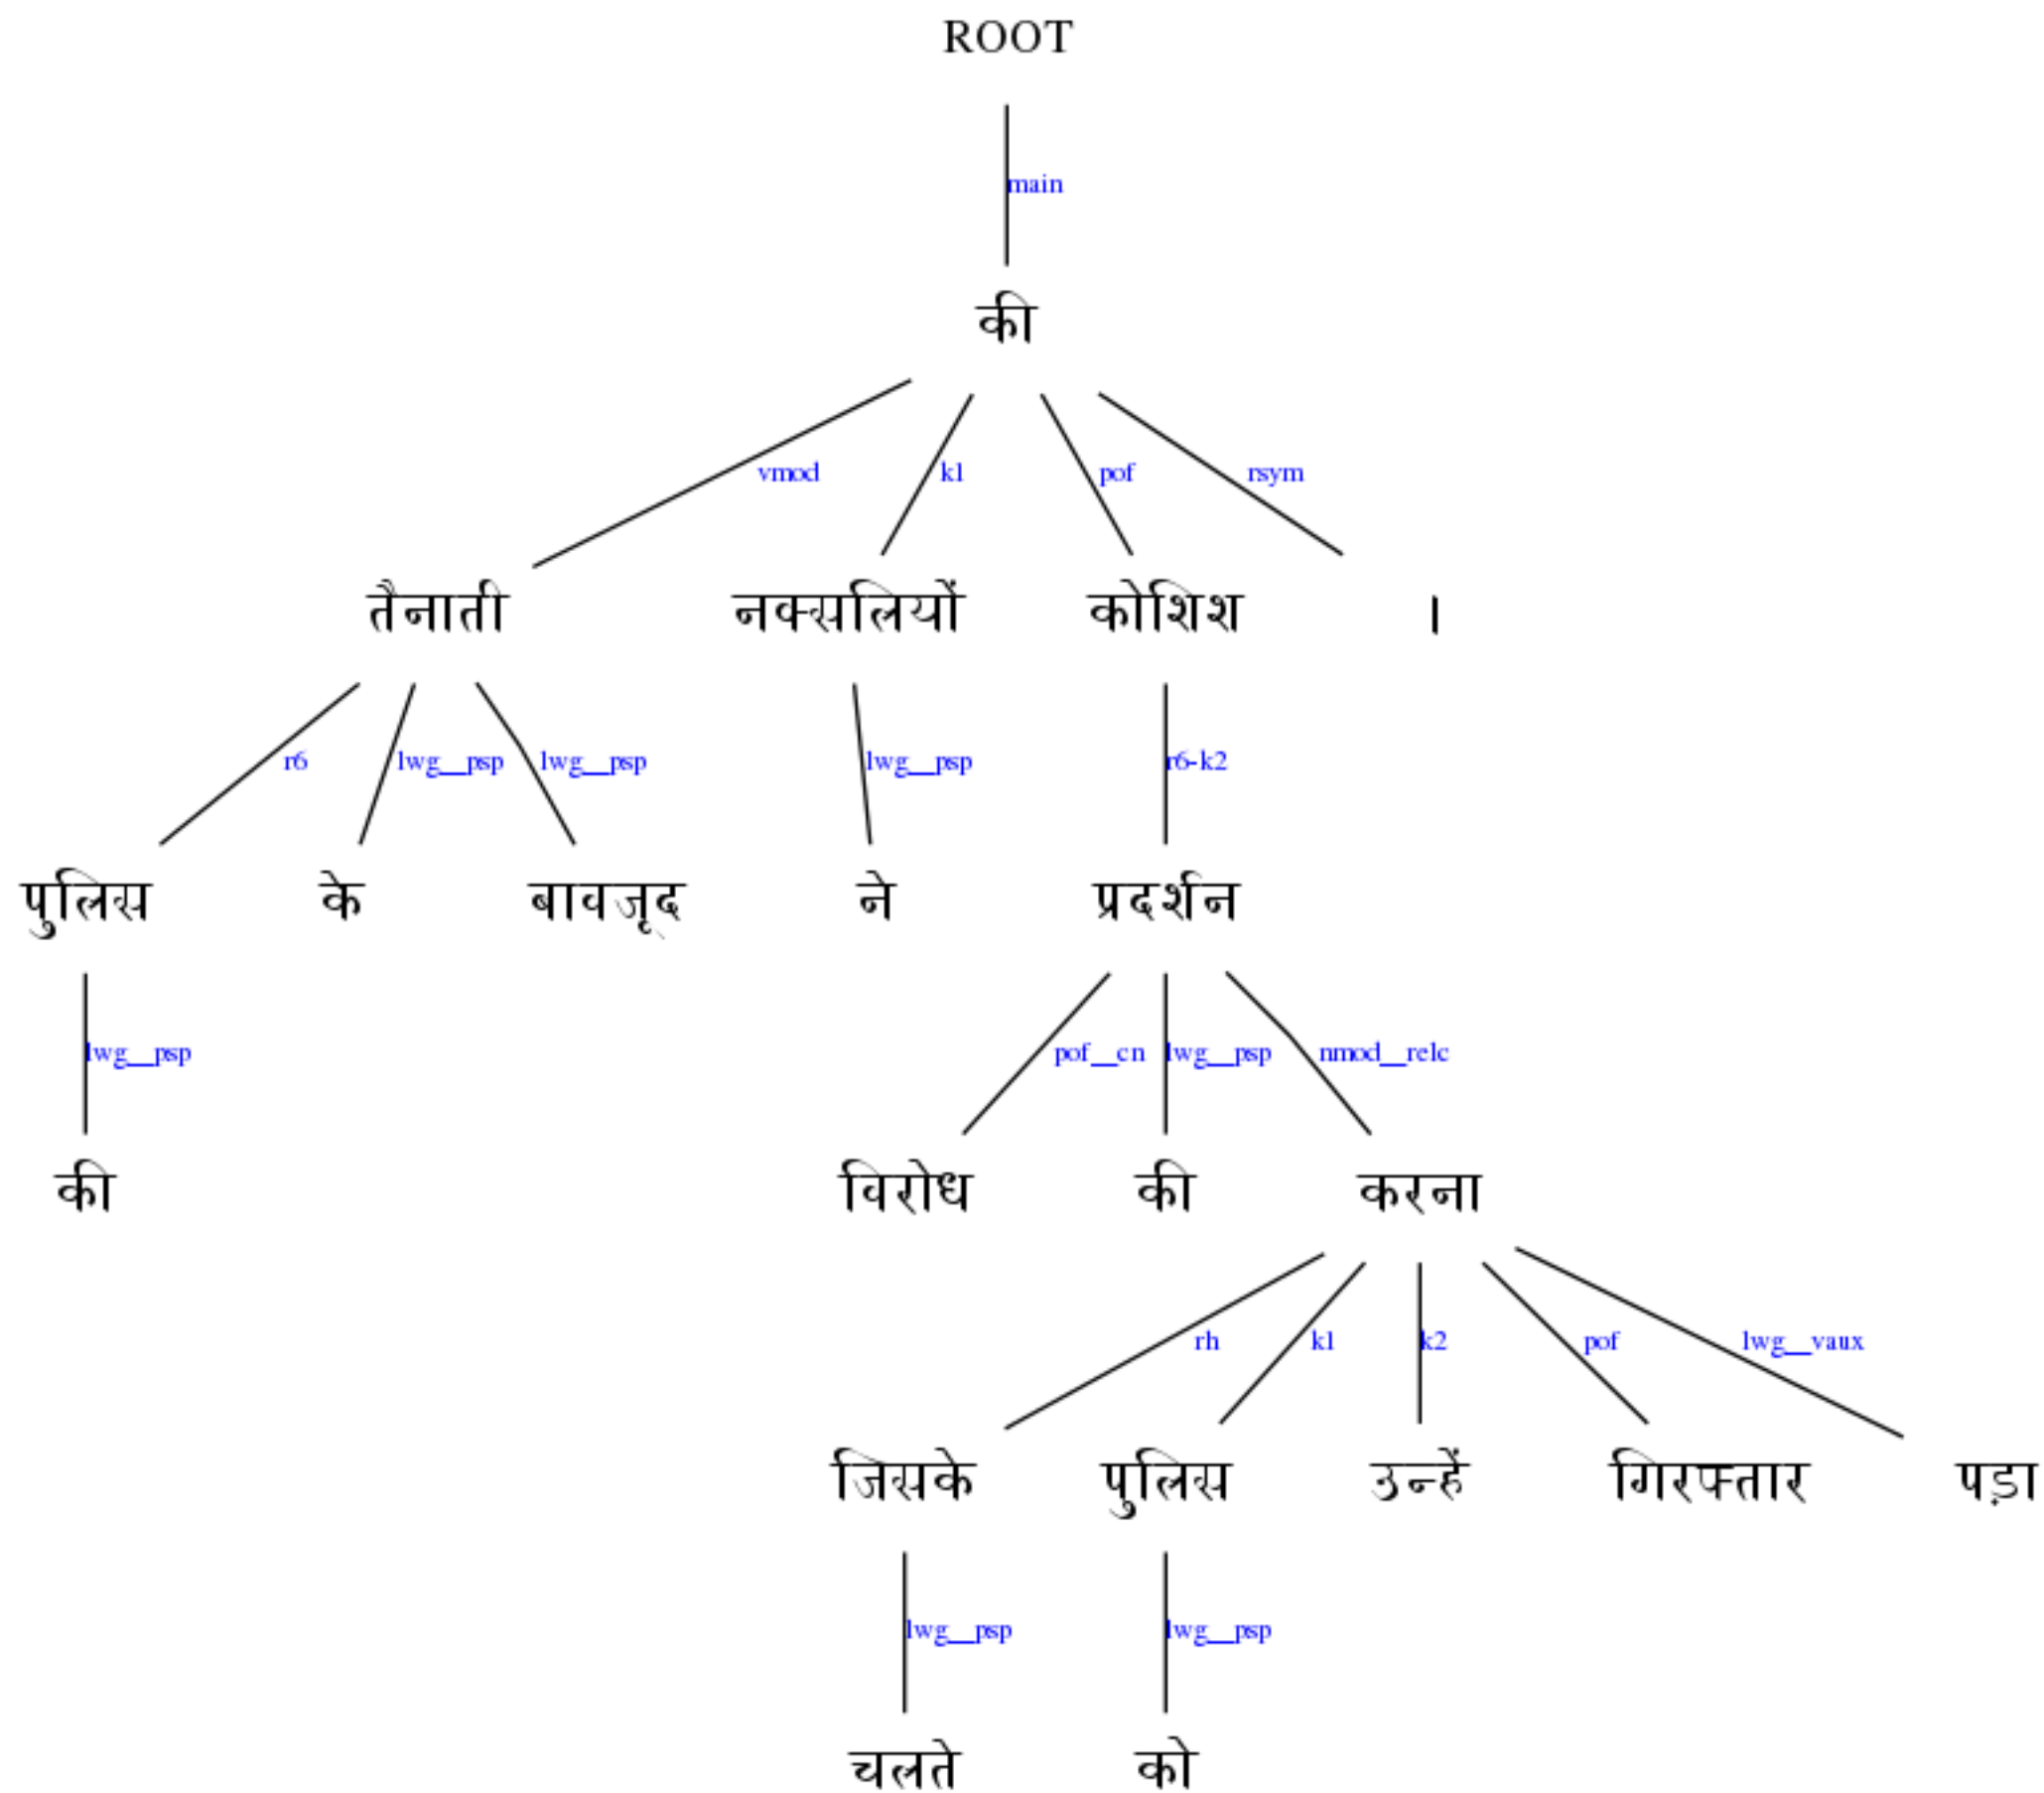 ROOT
main
की
vmod k1 pof rsym
तैनाती नक्सलियों कोशिश ।
r6 lwg__psp lwg__psp lwg__psp r6-k2
पुलिस के बावजूद ने प्रदर्शन
lwg__psp pof__cn lwg__psp nmod__relc
की विरोध की करना
rh k1 k2 pof lwg__vaux
जिसके पुलिस उन्हें गिरफ्तार पड़ा
lwg__psp lwg__psp
चलते को